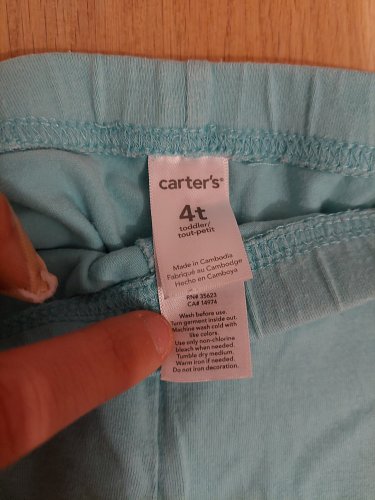 carter's®
4t
toddler/
tout-petit
Made in Cambodia
Fabriqué au Cambodge
Hecho en Camboya
RN# 35623
CA# 14974
Wash before use.
Turn garment inside out.
Machine wash cold with
like colors.
Use only non-chlorine
bleach when needed.
Tumble dry medium.
Warm iron if needed.
Do not iron decoration.